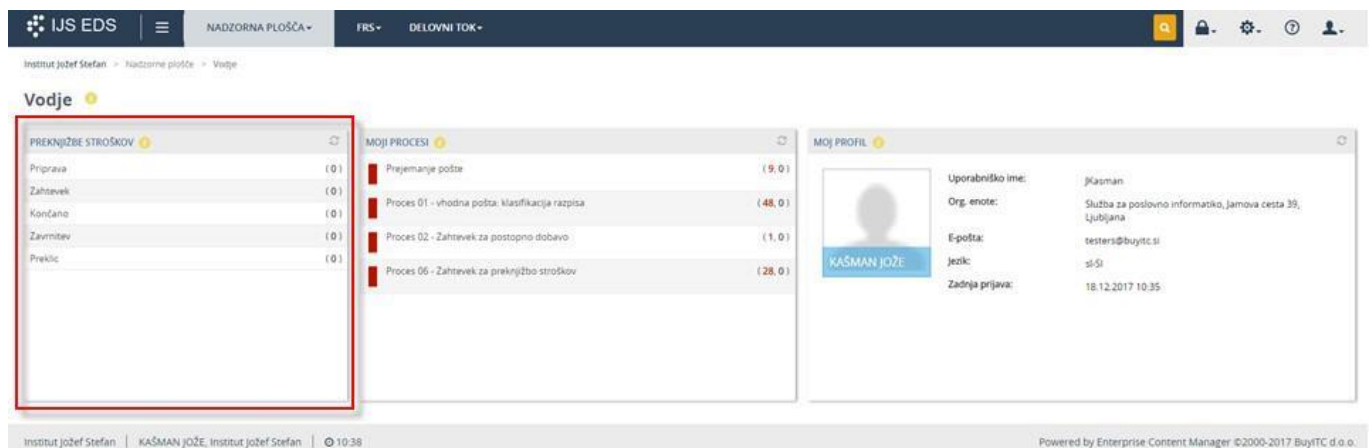 IJS EDS NADZORNA PLOŠČA FRS DELOVNI TOK
Institut Jožef Stefan > Nadzorne plošče > Vodje
Vodje
PREKNJIŽBE STROŠKOV
Priprava (0)
Zahtevek (0)
Končano (0)
Zavrnitev (0)
Preklic (0)
MOJI PROCESI
Prejemanje pošte (9, 0)
Proces 01 - vhodna pošta: klasifikacija razpisa (48, 0)
Proces 02 - Zahtevek za postopno dobavo (1, 0)
Proces 06 - Zahtevek za preknjižbo stroškov (28, 0)
MOJ PROFIL
KAŠMAN JOŽE
Uporabniško ime: JKasman
Org. enote: Služba za poslovno informatiko, Jamova cesta 39,
Ljubljana
E-pošta: testers@buyitc.si
Jezik: sl-SI
Zadnja prijava: 18.12.2017 10:35
Institut Jožef Stefan | KAŠMAN JOŽE, Institut Jožef Stefan | 10:38 Powered by Enterprise Content Manager ©2000-2017 BuyITC d.o.o.